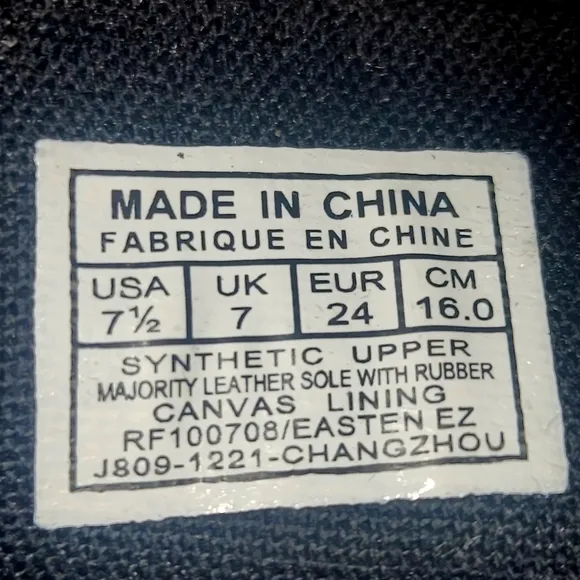 MADE IN CHINA
FABRIQUE EN CHINE
USA UK EUR CM
7½ 7 24 16.0
SYNTHETIC UPPER
MAJORITY LEATHER SOLE WITH RUBBER
CANVAS LINING
RF100708/EASTEN EZ
J809-1221-CHANGZHOU